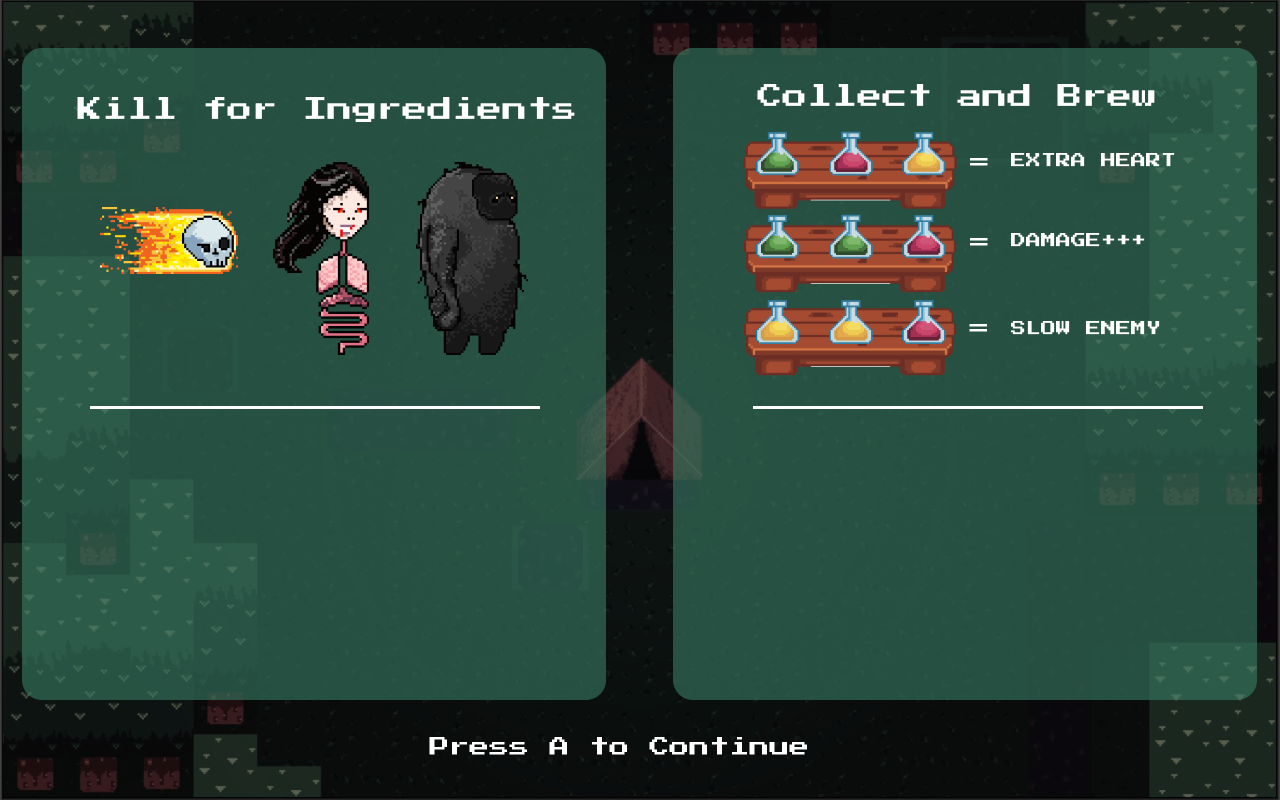 Kill for Ingredients
Collect and Brew
= EXTRA HEART
= DAMAGE+++
= SLOW ENEMY
Press A to Continue